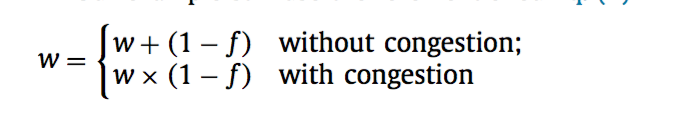 w = { w + (1 − f) without congestion;
w × (1 − f) with congestion